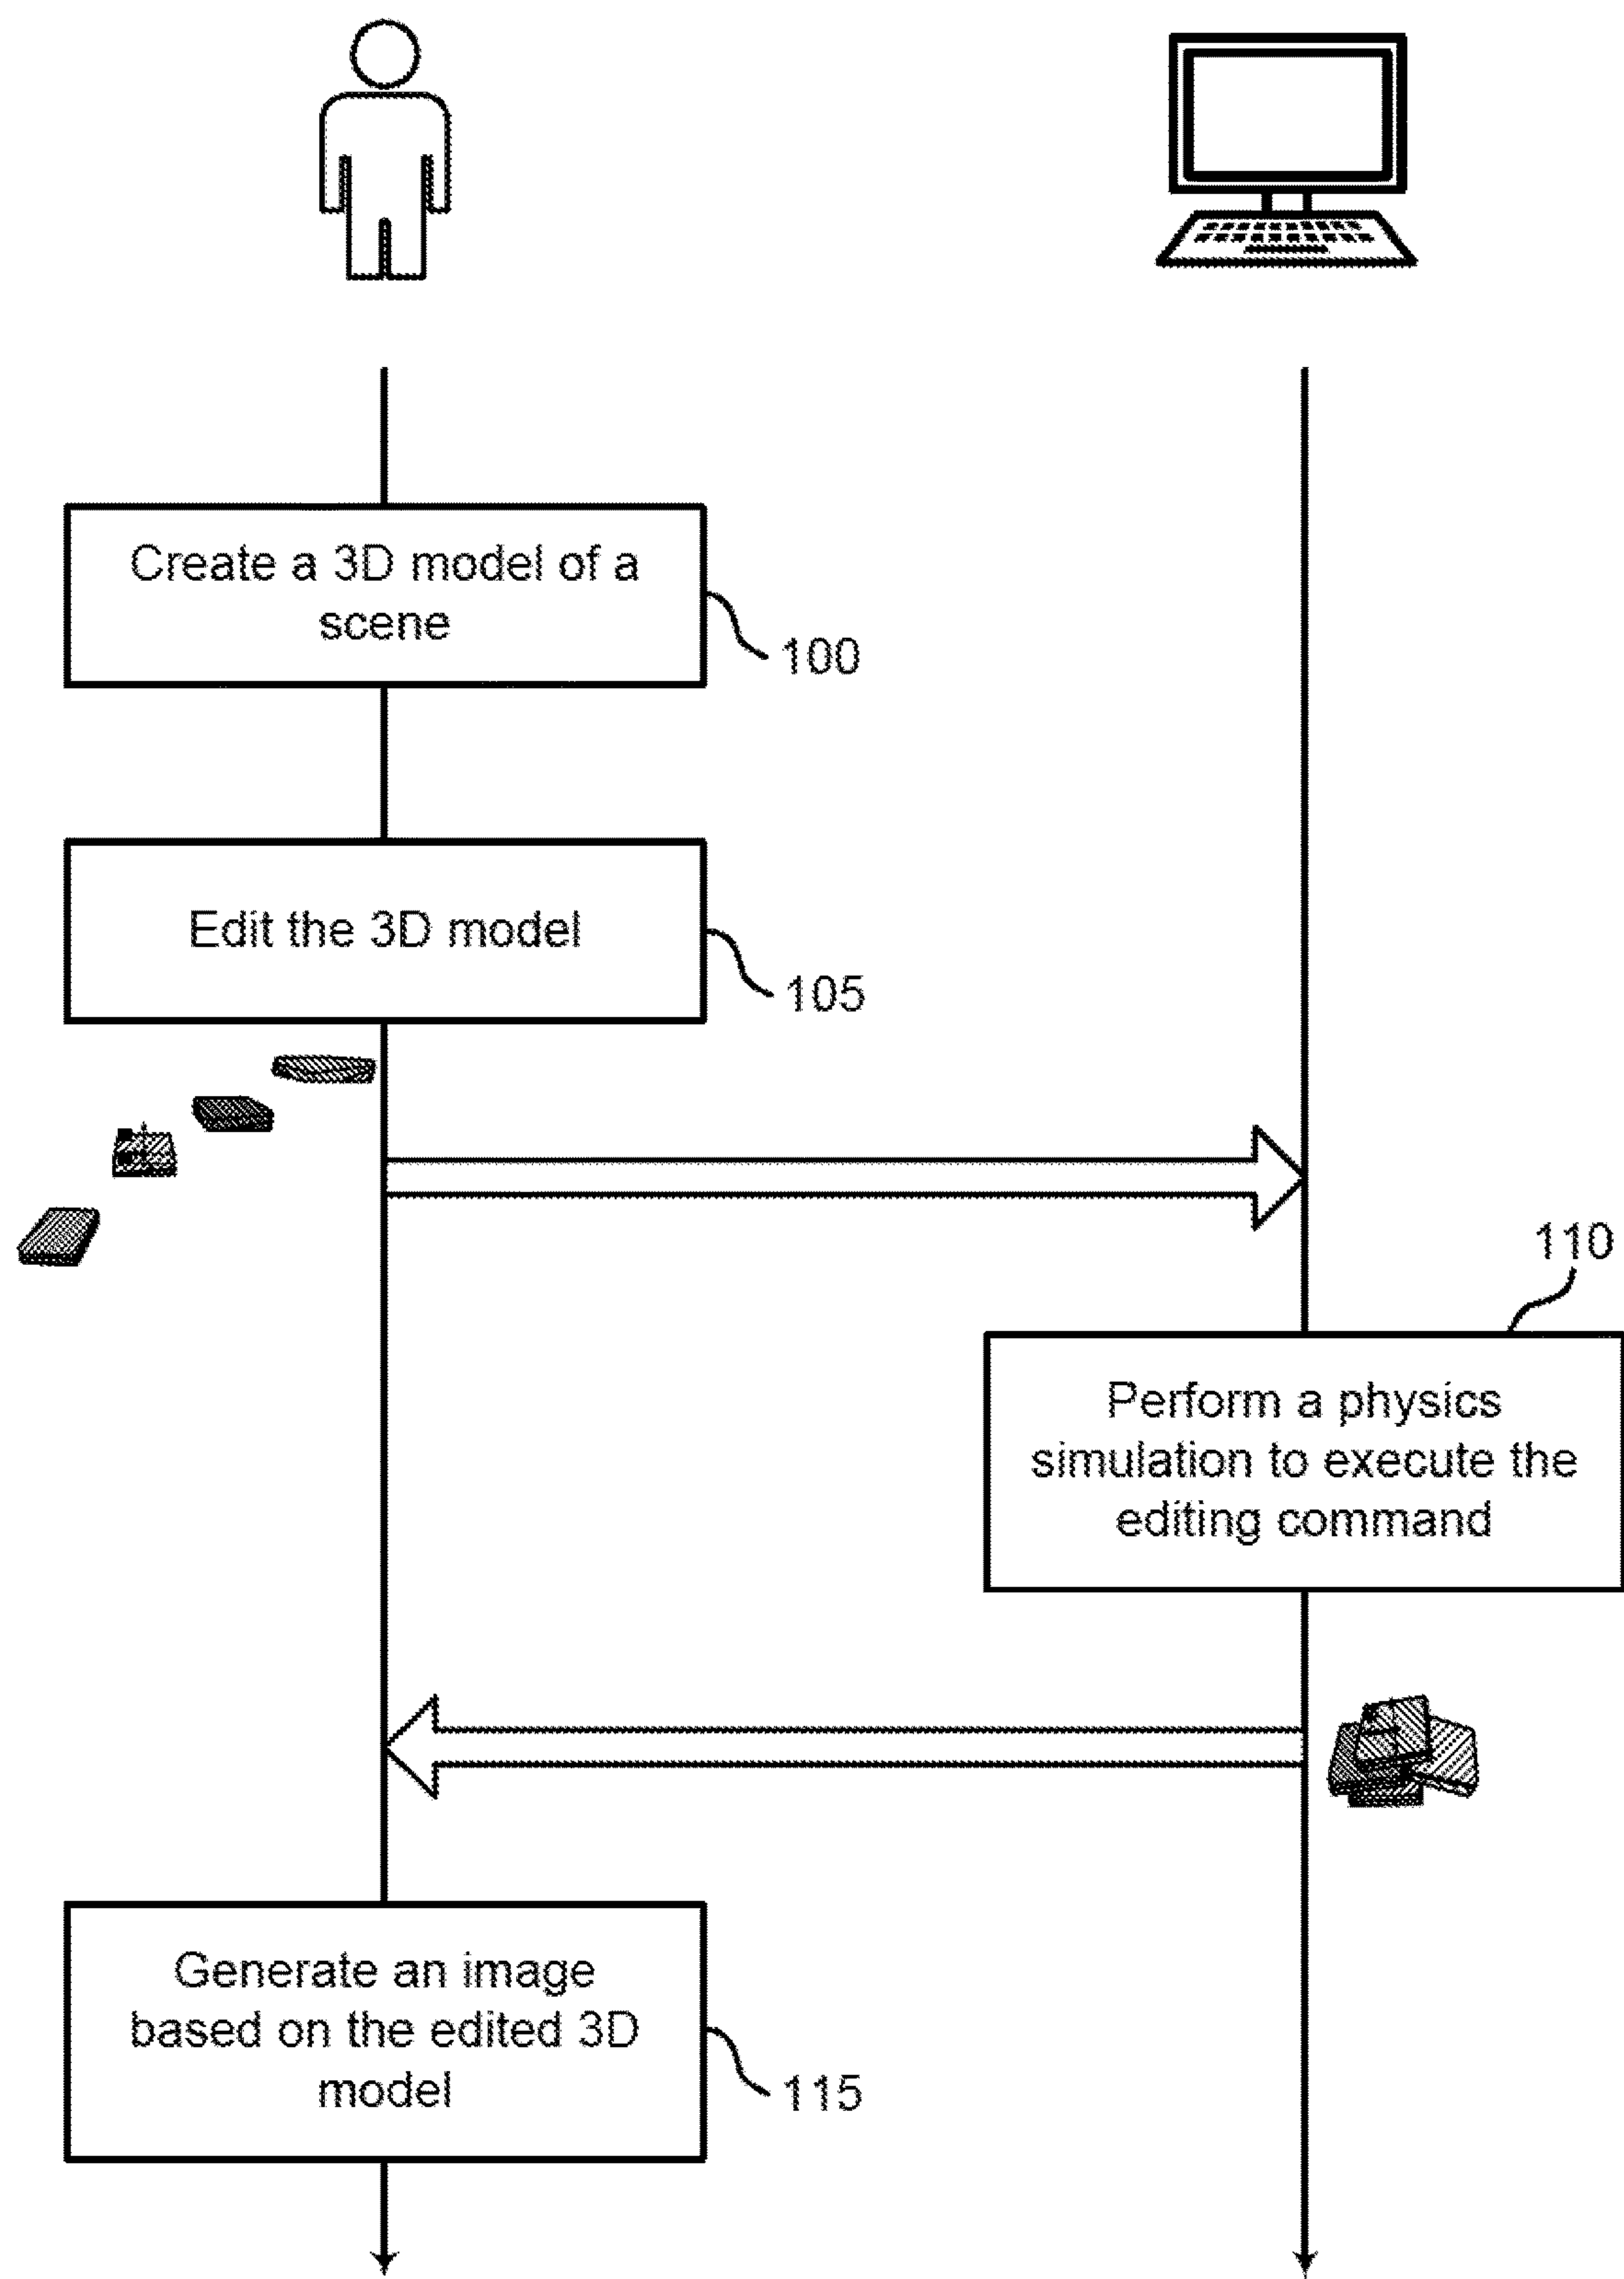 Create a 3D model of a
scene
100
Edit the 3D model
105
110
Perform a physics
simulation to execute the
editing command
Generate an image
based on the edited 3D
model
115